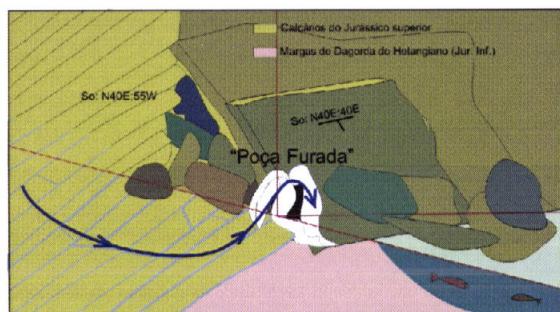 Calcários do Jurássico superior
Margas de Dagorda do Hetangiano (Jur. Inf.)
So: N40E:55W
So: N40E:40E
"Poça Furada"